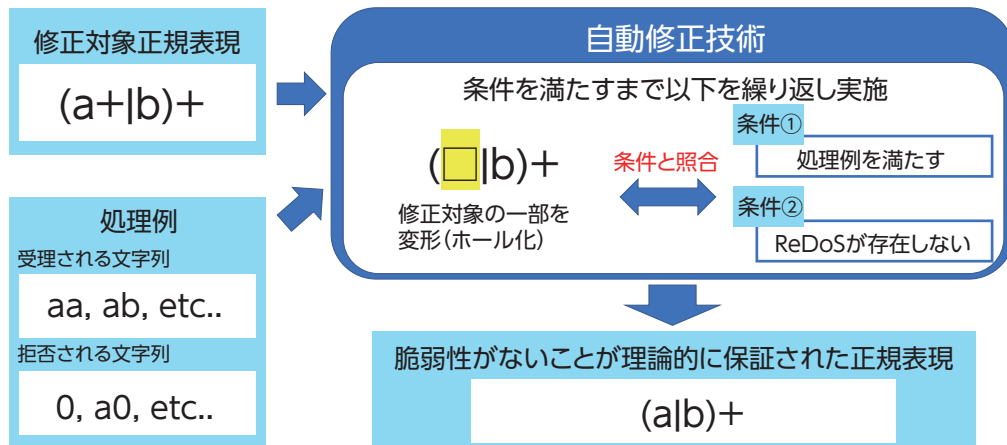 修正対象正規表現
(a+|b)+
処理例
受理される文字列
aa, ab, etc..
拒否される文字列
0, a0, etc..
自動修正技術
条件を満たすまで以下を繰り返し実施
(□|b)+
修正対象の一部を
変形(ホール化)
条件と照合
条件①
処理例を満たす
条件②
ReDoSが存在しない
脆弱性がないことが理論的に保証された正規表現
(a|b)+